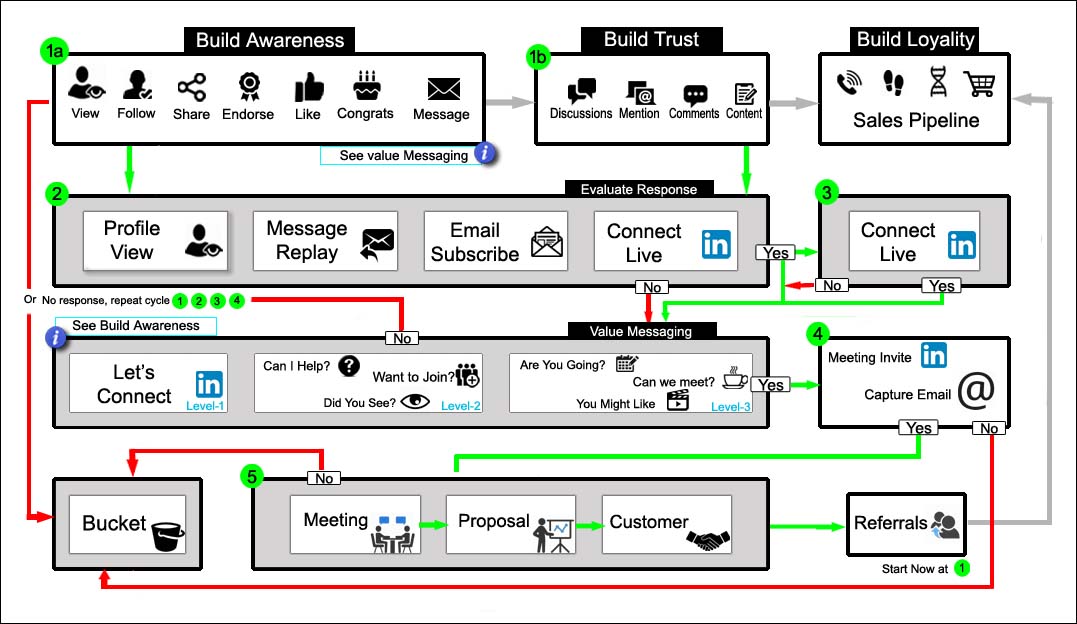 Build Awareness
Build Trust
Build Loyality
1a
View
Follow
Share
Endorse
Like
Congrats
Message
1b
Discussions
Mention
Comments
Content
Sales Pipeline
See value Messaging
i
2
Evaluate Response
Profile
View
Message
Replay
Email
Subscribe
Connect
Live
in
Yes
No
3
Connect
Live
in
No
Yes
Or
No response, repeat cycle 1 2 3 4
See Build Awareness
i
No
Value Messaging
Let's
Connect
in
Level-1
Can I Help?
?
Want to Join?
Did You See?
Level-2
Are You Going?
Can we meet?
You Might Like
Level-3
Yes
4
Meeting Invite
in
Capture Email
@
Yes
No
Bucket
5
No
Meeting
Proposal
Customer
Referrals
Start Now at 1